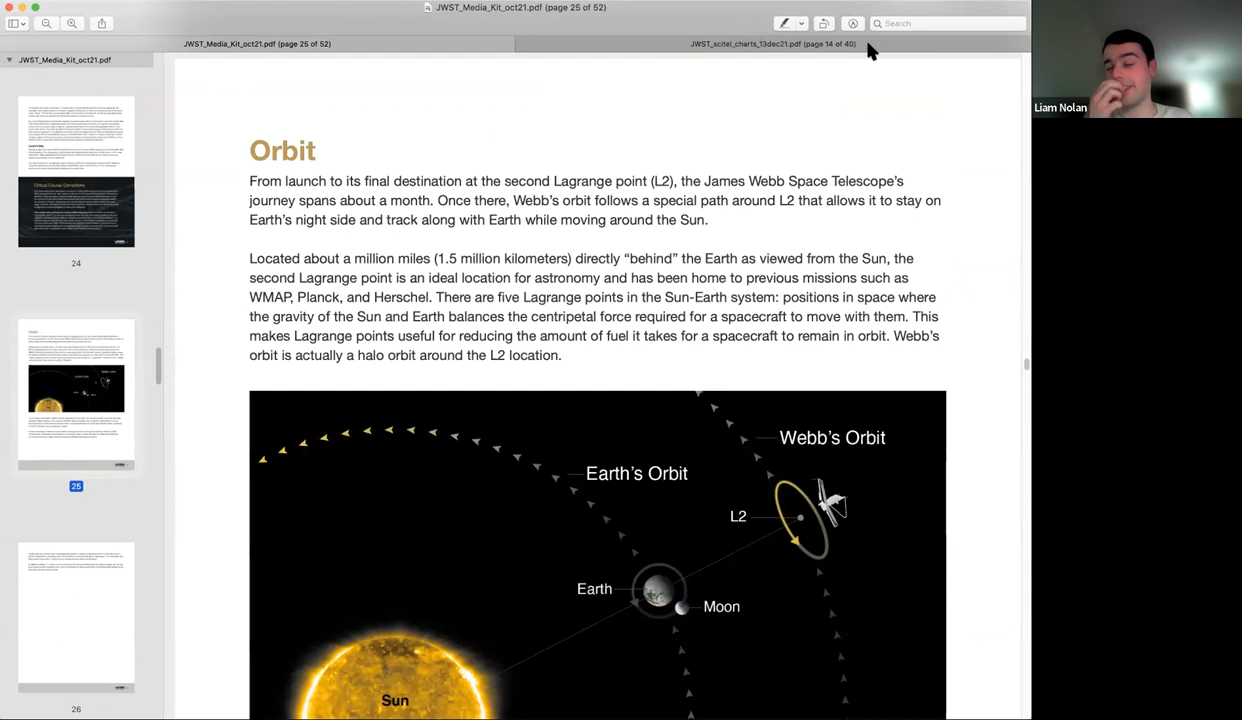 JWST_Media_Kit_oct21.pdf (page 25 of 52)
Search
JWST_Media_Kit_oct21.pdf (page 25 of 52)
JWST_scitel_charts_13dec21.pdf (page 14 of 40)
JWST_Media_Kit_oct21.pdf
Critical Course Corrections
24
25
26
Orbit
From launch to its final destination at the second Lagrange point (L2), the James Webb Space Telescope’s
journey spans about a month. Once there, Webb’s orbit follows a special path around L2 that allows it to stay on
Earth’s night side and track along with Earth while moving around the Sun.
Located about a million miles (1.5 million kilometers) directly “behind” the Earth as viewed from the Sun, the
second Lagrange point is an ideal location for astronomy and has been home to previous missions such as
WMAP, Planck, and Herschel. There are five Lagrange points in the Sun-Earth system: positions in space where
the gravity of the Sun and Earth balances the centripetal force required for a spacecraft to move with them. This
makes Lagrange points useful for reducing the amount of fuel it takes for a spacecraft to remain in orbit. Webb’s
orbit is actually a halo orbit around the L2 location.
Webb’s Orbit
Earth’s Orbit
L2
Earth
Moon
Sun
Liam Nolan